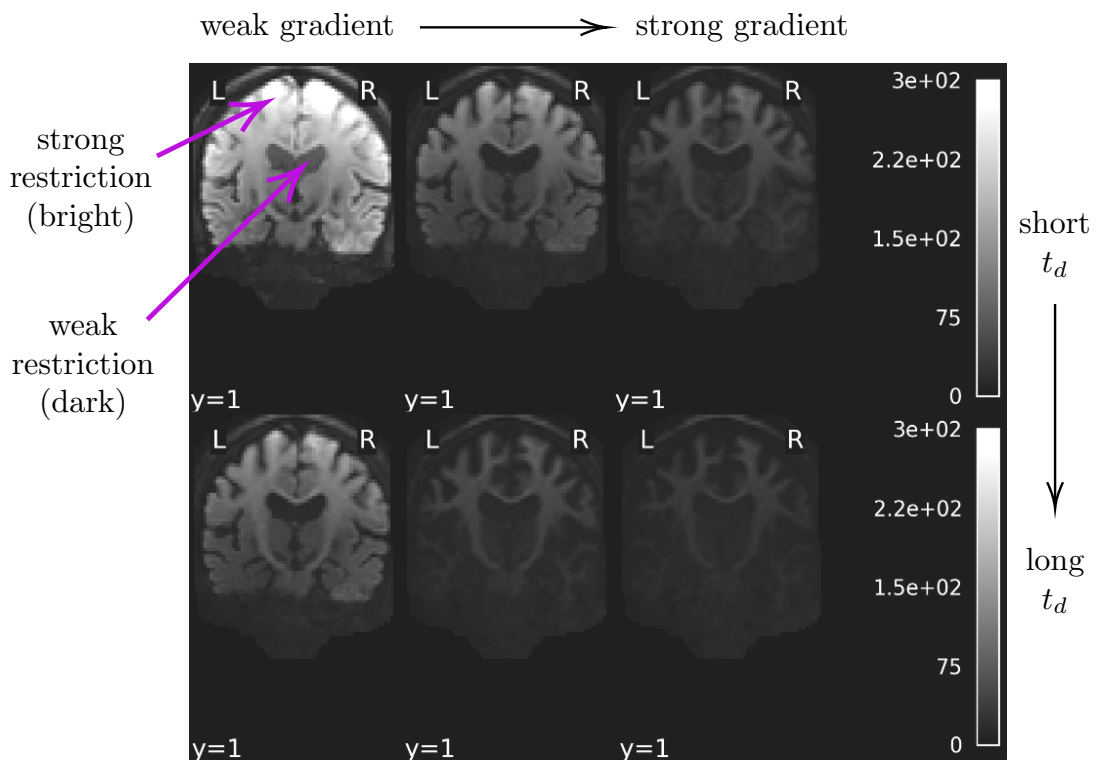 weak gradient
strong gradient
strong
restriction
(bright)
weak
restriction
(dark)
L
R
L
R
L
R
3e+02
2.2e+02
1.5e+02
75
0
y=1
y=1
y=1
short
t_d
L
R
L
R
L
R
3e+02
2.2e+02
1.5e+02
75
0
y=1
y=1
y=1
long
t_d